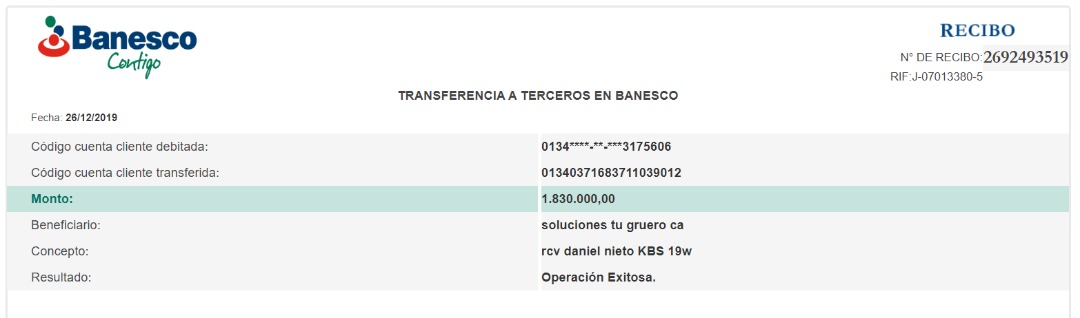 Banesco
Contigo
RECIBO
N° DE RECIBO: 2692493519
RIF:J-07013380-5
TRANSFERENCIA A TERCEROS EN BANESCO
Fecha: 26/12/2019
Código cuenta cliente debitada: 0134****-**-***3175606
Código cuenta cliente transferida: 01340371683711039012
Monto: 1.830.000,00
Beneficiario: soluciones tu gruero ca
Concepto: rcv daniel nieto KBS 19w
Resultado: Operación Exitosa.